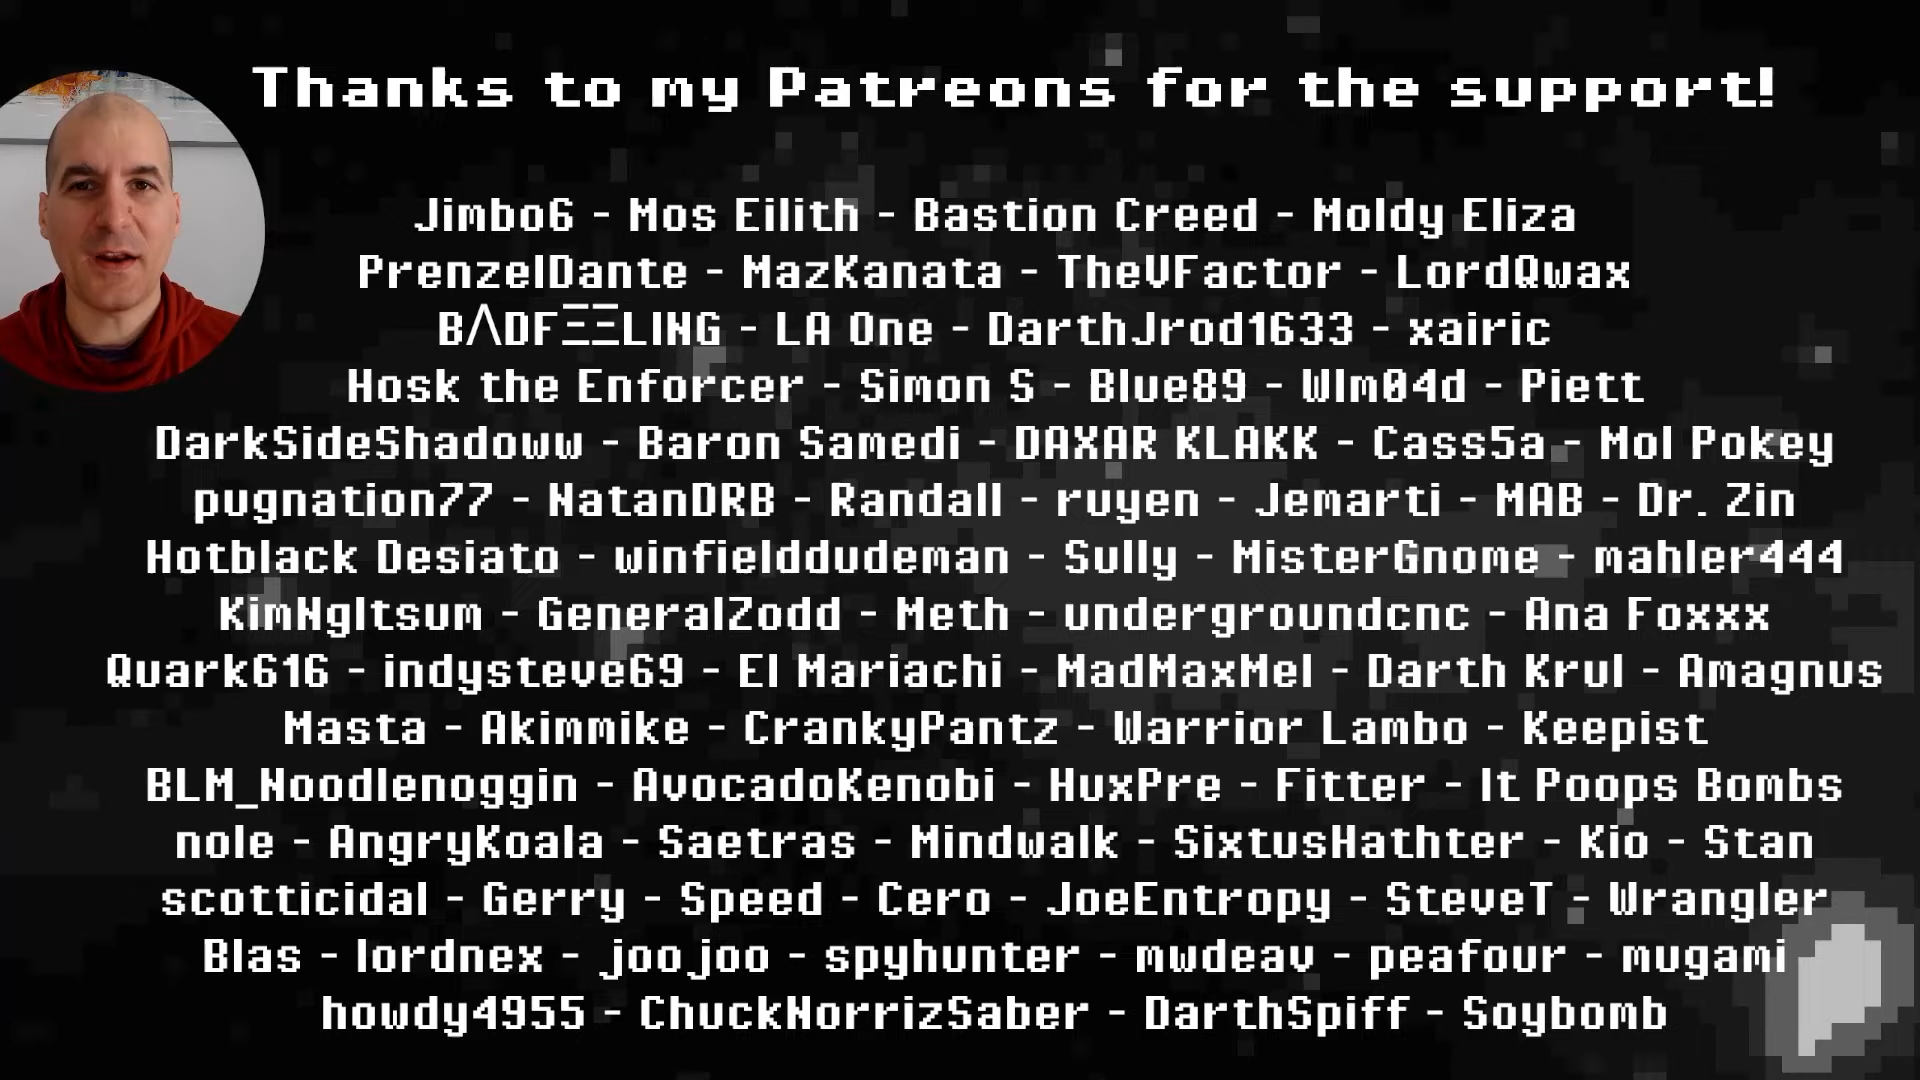 Thanks to my Patreons for the support!
Jimbo6 - Mos Eilith - Bastion Creed - Moldy Eliza
PrenzelDante - MazKanata - TheVFactor - LordQwax
BΛDFΞΞLING - LA One - DarthJrod1633 - xairic
Hosk the Enforcer - Simon S - Blue89 - Wlm04d - Piett
DarkSideShadoww - Baron Samedi - DAXAR KLAKK - Cass5a - Mol Pokey
pugnation77 - NatanDRB - Randall - ruyen - Jemarti - MAB - Dr. Zin
Hotblack Desiato - winfielddudeman - Sully - MisterGnome - mahler444
KimNgItsum - GeneralZodd - Meth - undergroundcnc - Ana Foxxx
Quark616 - indysteve69 - El Mariachi - MadMaxMel - Darth Krul - Amagnus
Masta - Akimmike - CrankyPantz - Warrior Lambo - Keepist
BLM_Noodlenoggin - AvocadoKenobi - HuxPre - Fitter - It Poops Bombs
nole - AngryKoala - Saetras - Mindwalk - SixtusHathter - Kio - Stan
scotticidal - Gerry - Speed - Cero - JoeEntropy - SteveT - Wrangler
Blas - lordnex - joojoo - spyhunter - mwdeav - peafour - mugami
howdy4955 - ChuckNorrizSaber - DarthSpiff - Soybomb